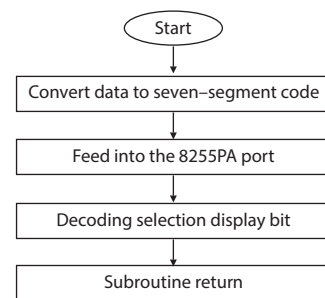 Start
Convert data to seven–segment code
Feed into the 8255PA port
Decoding selection display bit
Subroutine return